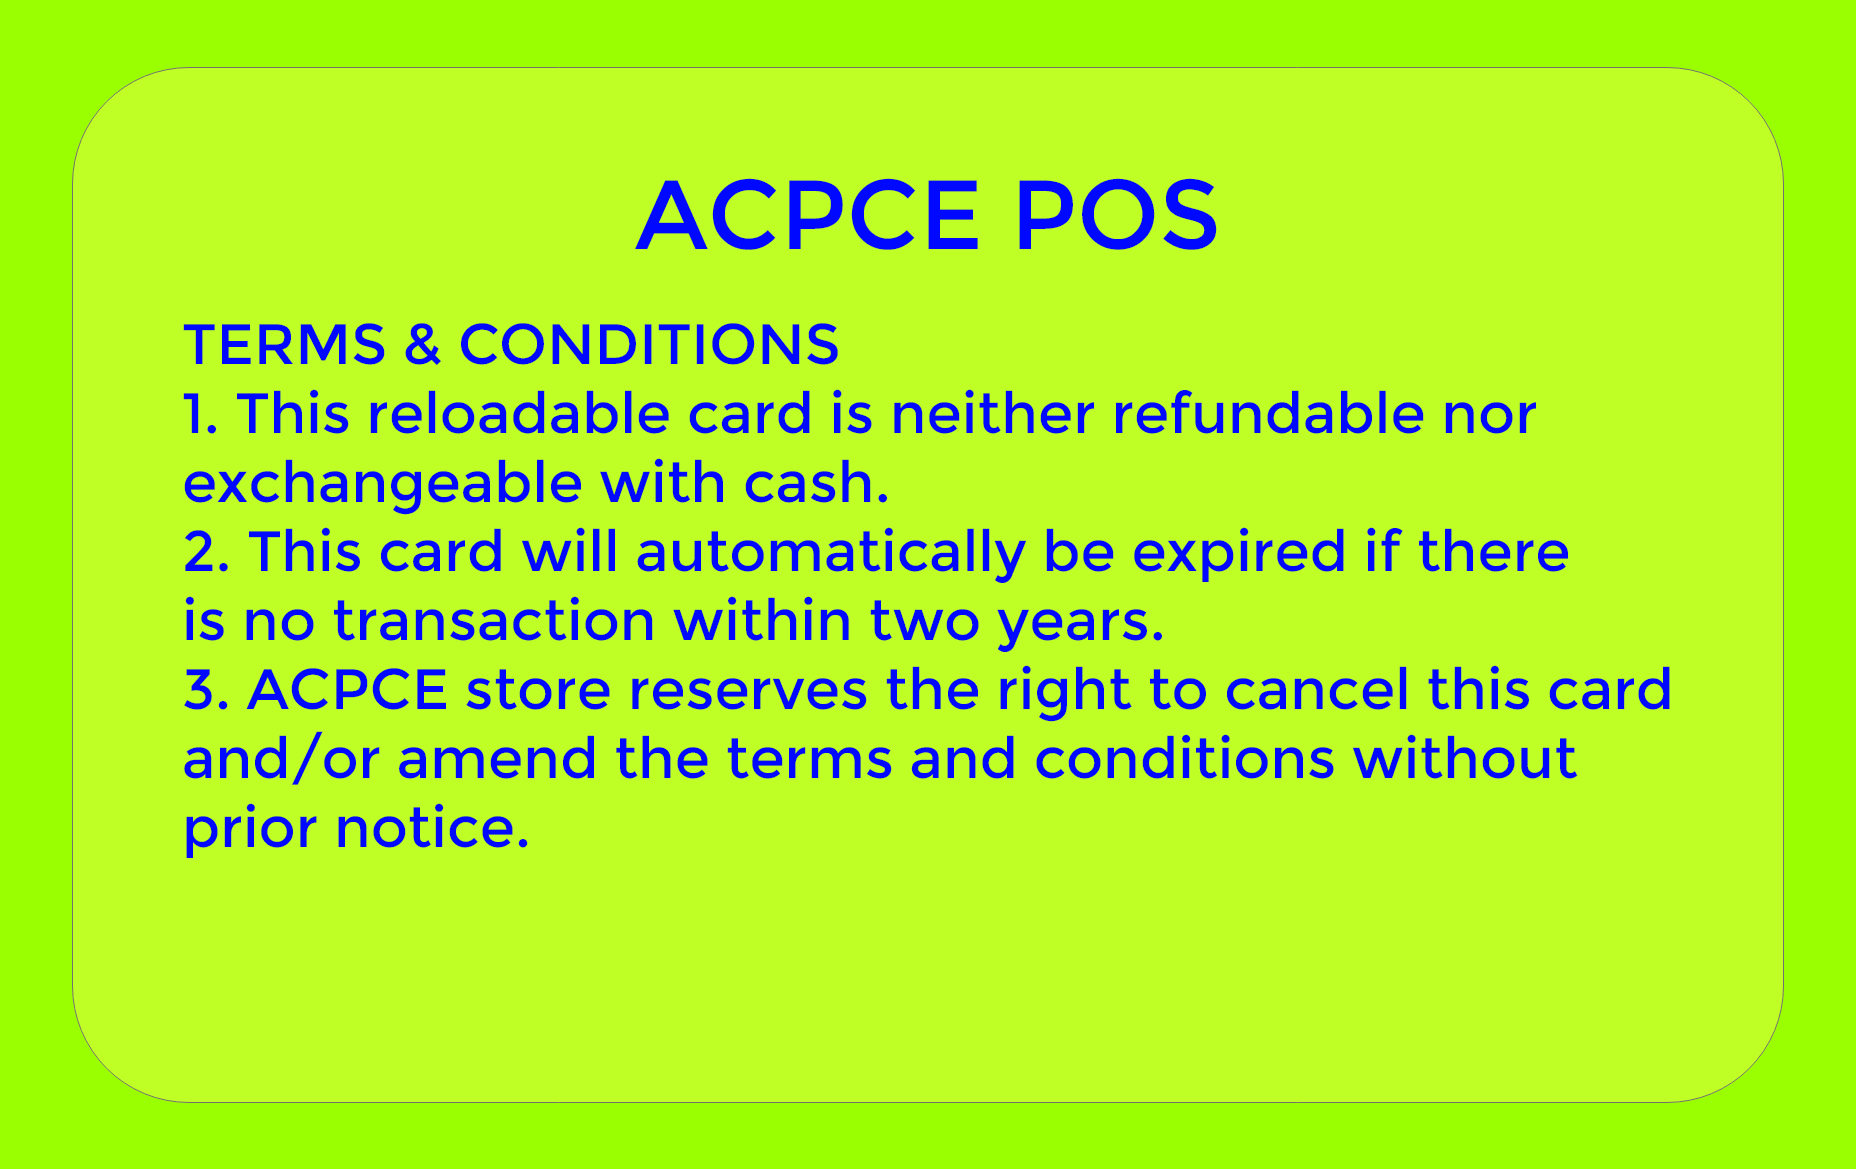 ACPCE POS
TERMS & CONDITIONS
1. This reloadable card is neither refundable nor
exchangeable with cash.
2. This card will automatically be expired if there
is no transaction within two years.
3. ACPCE store reserves the right to cancel this card
and/or amend the terms and conditions without
prior notice.